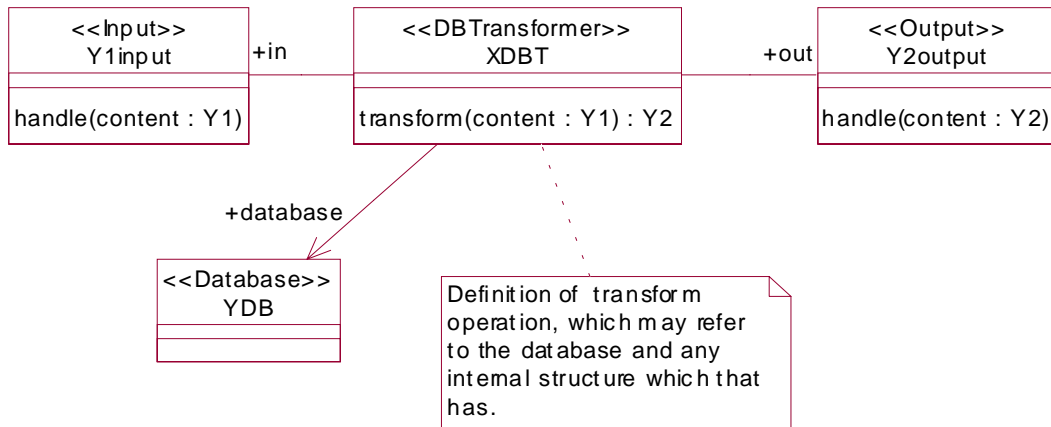 <<Input>>
Y1input
handle(content : Y1)
+in
<<DBTransformer>>
XDBT
transform(content : Y1) : Y2
+out
<<Output>>
Y2output
handle(content : Y2)
+database
<<Database>>
YDB
Definition of transform
operation, which may refer
to the database and any
internal structure which that
has.